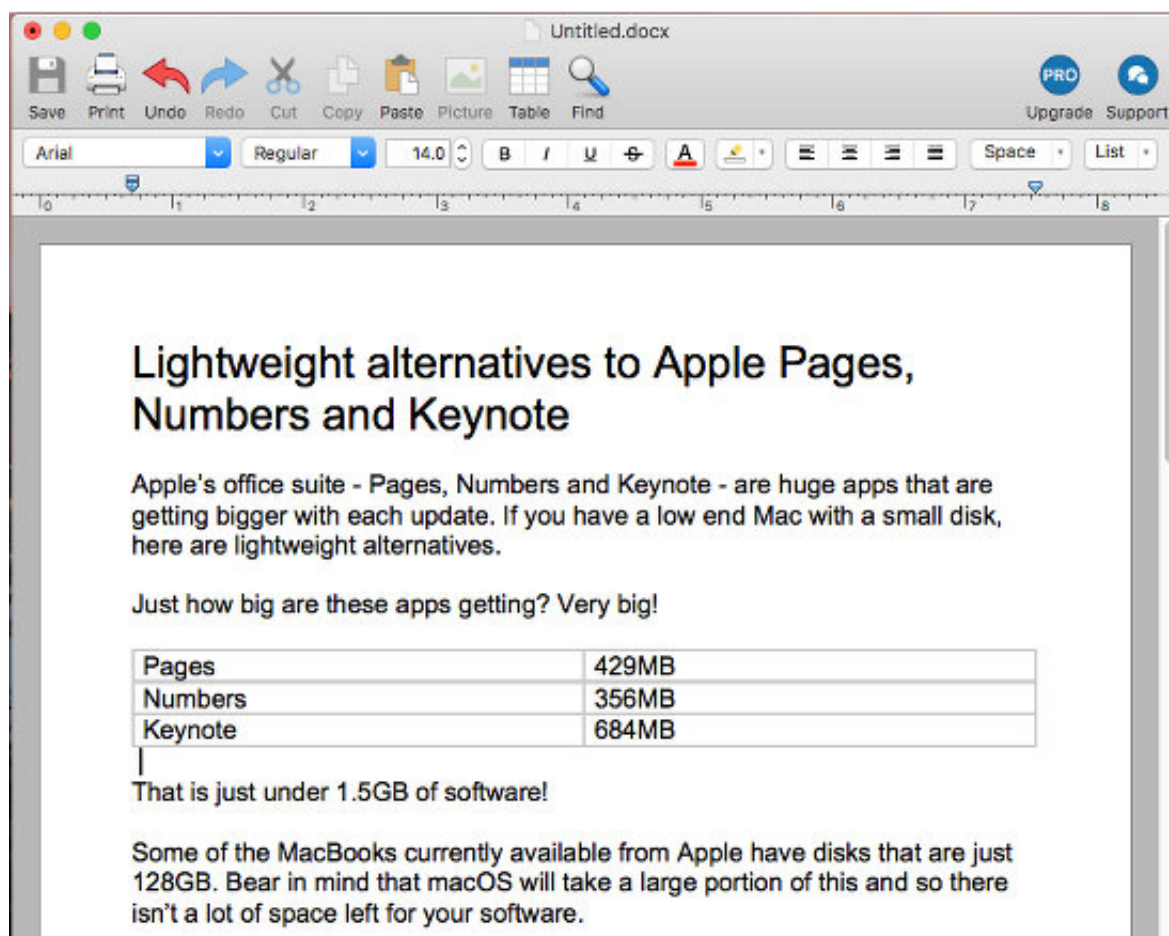 Untitled.docx
Save Print Undo Redo Cut Copy Paste Picture Table Find PRO Upgrade Support
Arial Regular 14.0 B I U S A Space List
0 1 2 3 4 5 6 7 8
Lightweight alternatives to Apple Pages,
Numbers and Keynote
Apple's office suite - Pages, Numbers and Keynote - are huge apps that are
getting bigger with each update. If you have a low end Mac with a small disk,
here are lightweight alternatives.
Just how big are these apps getting? Very big!
Pages 429MB
Numbers 356MB
Keynote 684MB
That is just under 1.5GB of software!
Some of the MacBooks currently available from Apple have disks that are just
128GB. Bear in mind that macOS will take a large portion of this and so there
isn't a lot of space left for your software.